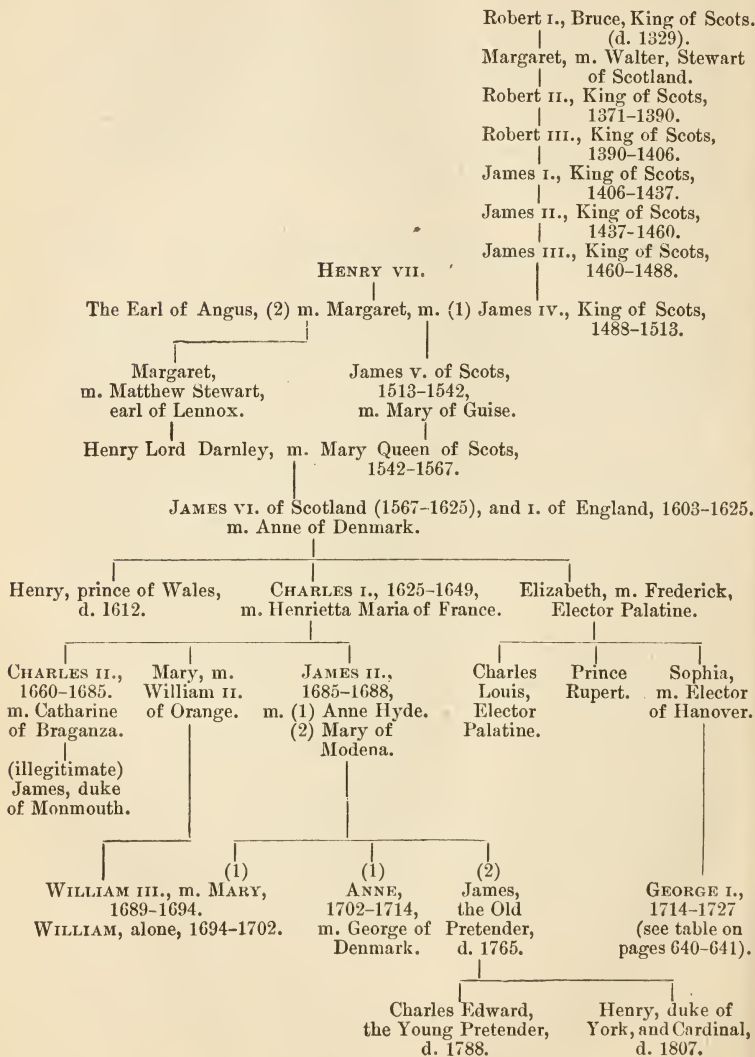 Robert I., Bruce, King of Scots.
(d. 1329).
Margaret, m. Walter, Stewart
of Scotland.
Robert II., King of Scots,
1371–1390.
Robert III., King of Scots,
1390–1406.
James I., King of Scots,
1406–1437.
James II., King of Scots,
1437-1460.
James III., King of Scots,
1460–1488.
HENRY VII.
The Earl of Angus, (2) m. Margaret, m. (1) James IV., King of Scots,
1488-1513.
Margaret,
m. Matthew Stewart,
earl of Lennox.
James V. of Scots,
1513–1542,
m. Mary of Guise.
Henry Lord Darnley, m. Mary Queen of Scots,
1542–1567.
JAMES VI. of Scotland (1567–1625), and I. of England, 1603–1625.
m. Anne of Denmark.
Henry, prince of Wales,
d. 1612.
CHARLES I., 1625–1649,
m. Henrietta Maria of France.
Elizabeth, m. Frederick,
Elector Palatine.
CHARLES II.,
1660–1685.
m. Catharine
of Braganza.
(illegitimate)
James, duke
of Monmouth.
Mary, m.
William II.
of Orange.
JAMES II.,
1685–1688,
m. (1) Anne Hyde.
(2) Mary of
Modena.
Charles
Louis,
Elector
Palatine.
Prince
Rupert.
Sophia,
m. Elector
of Hanover.
(1)
WILLIAM III., m. MARY,
1689–1694.
WILLIAM, alone, 1694–1702.
(1)
ANNE,
1702–1714,
m. George of
Denmark.
(2)
James,
the Old
Pretender,
d. 1765.
GEORGE I.,
1714–1727
(see table on
pages 640–641).
Charles Edward,
the Young Pretender,
d. 1788.
Henry, duke of
York, and Cardinal,
d. 1807.